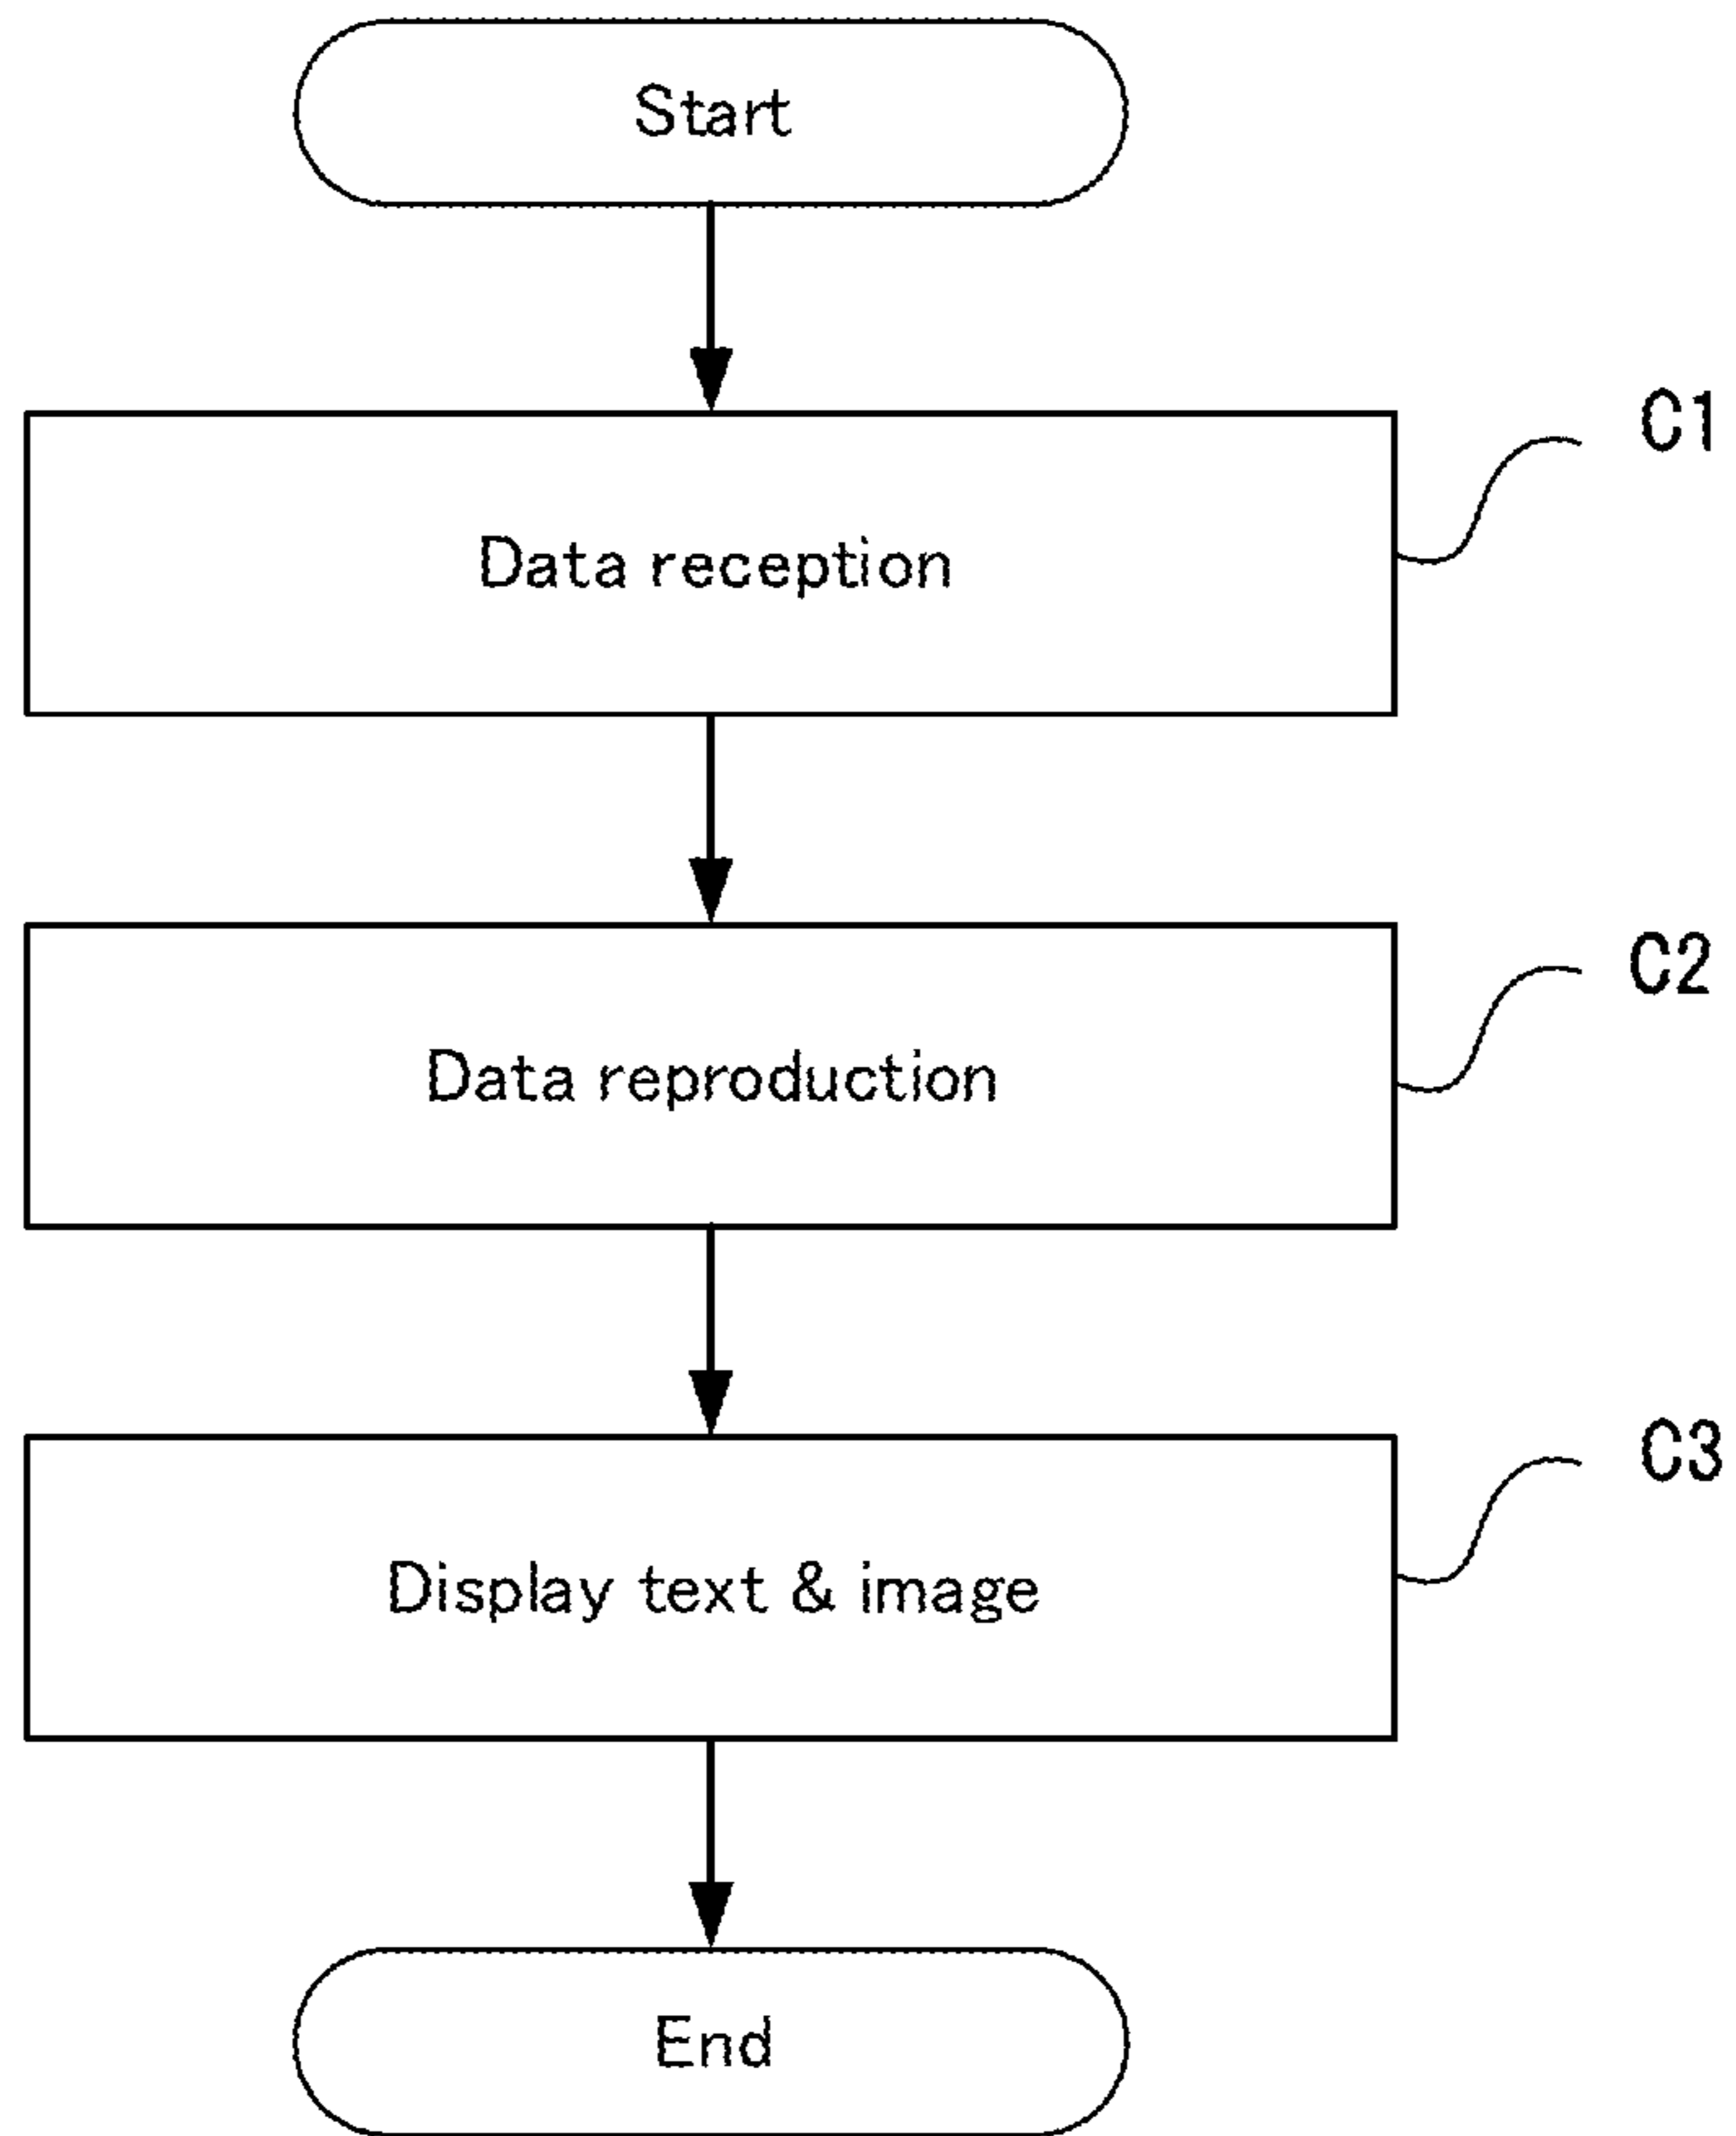 Start
C1
Data reception
C2
Data reproduction
C3
Display text & image
End